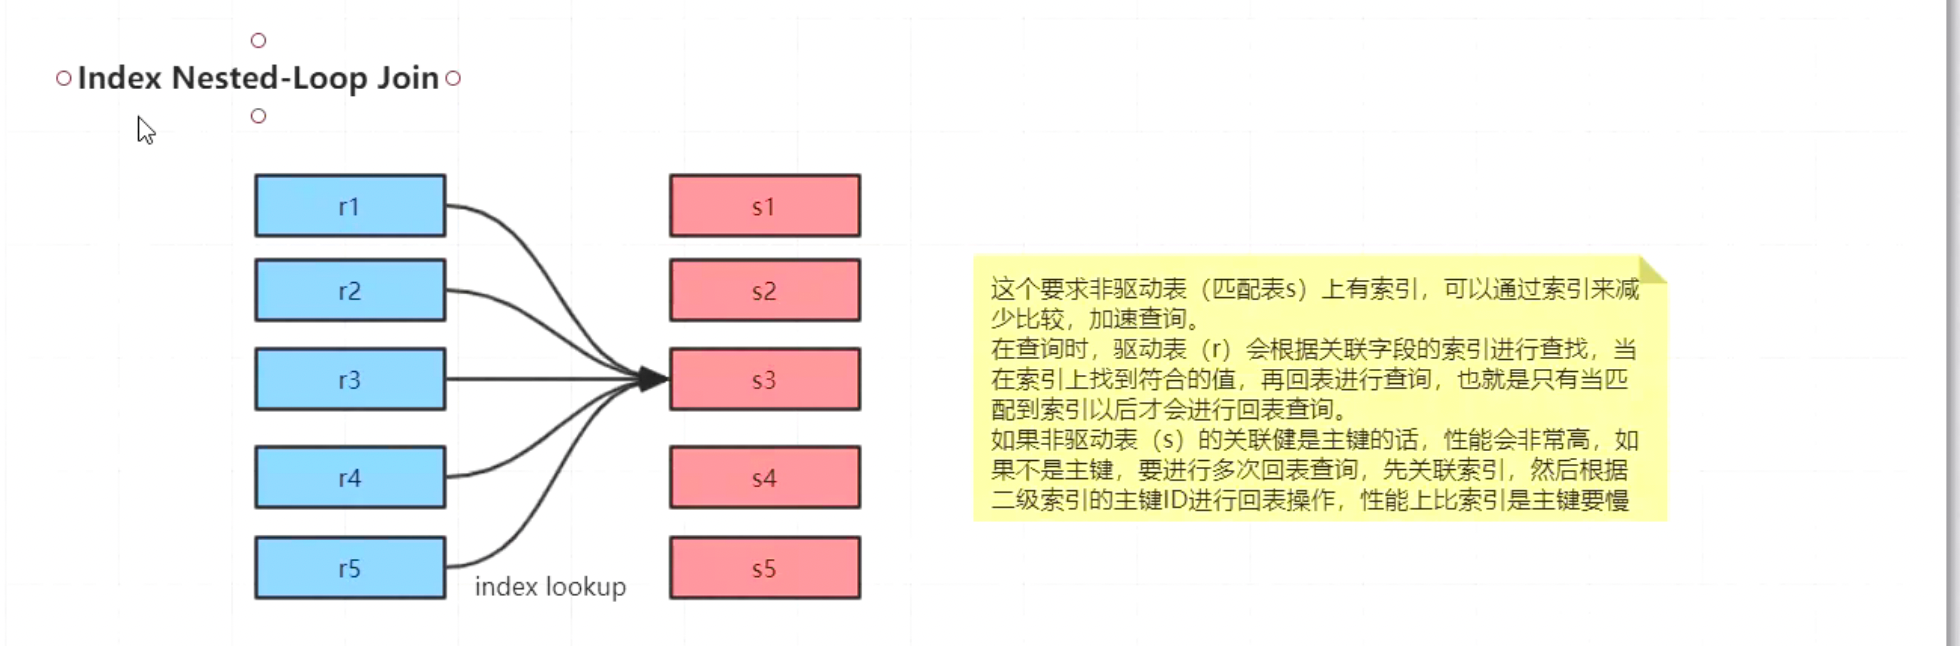 Index Nested-Loop Join
r1
s1
r2
s2
r3
s3
r4
s4
r5
s5
index lookup
这个要求非驱动表（匹配表s）上有索引，可以通过索引来减
少比较，加速查询。
在查询时，驱动表（r）会根据关联字段的索引进行查找，当
在索引上找到符合的值，再回表进行查询，也就是只有当匹
配到索引以后才会进行回表查询。
如果非驱动表（s）的关联健是主键的话，性能会非常高，如
果不是主键，要进行多次回表查询，先关联索引，然后根据
二级索引的主键ID进行回表操作，性能上比索引是主键要慢